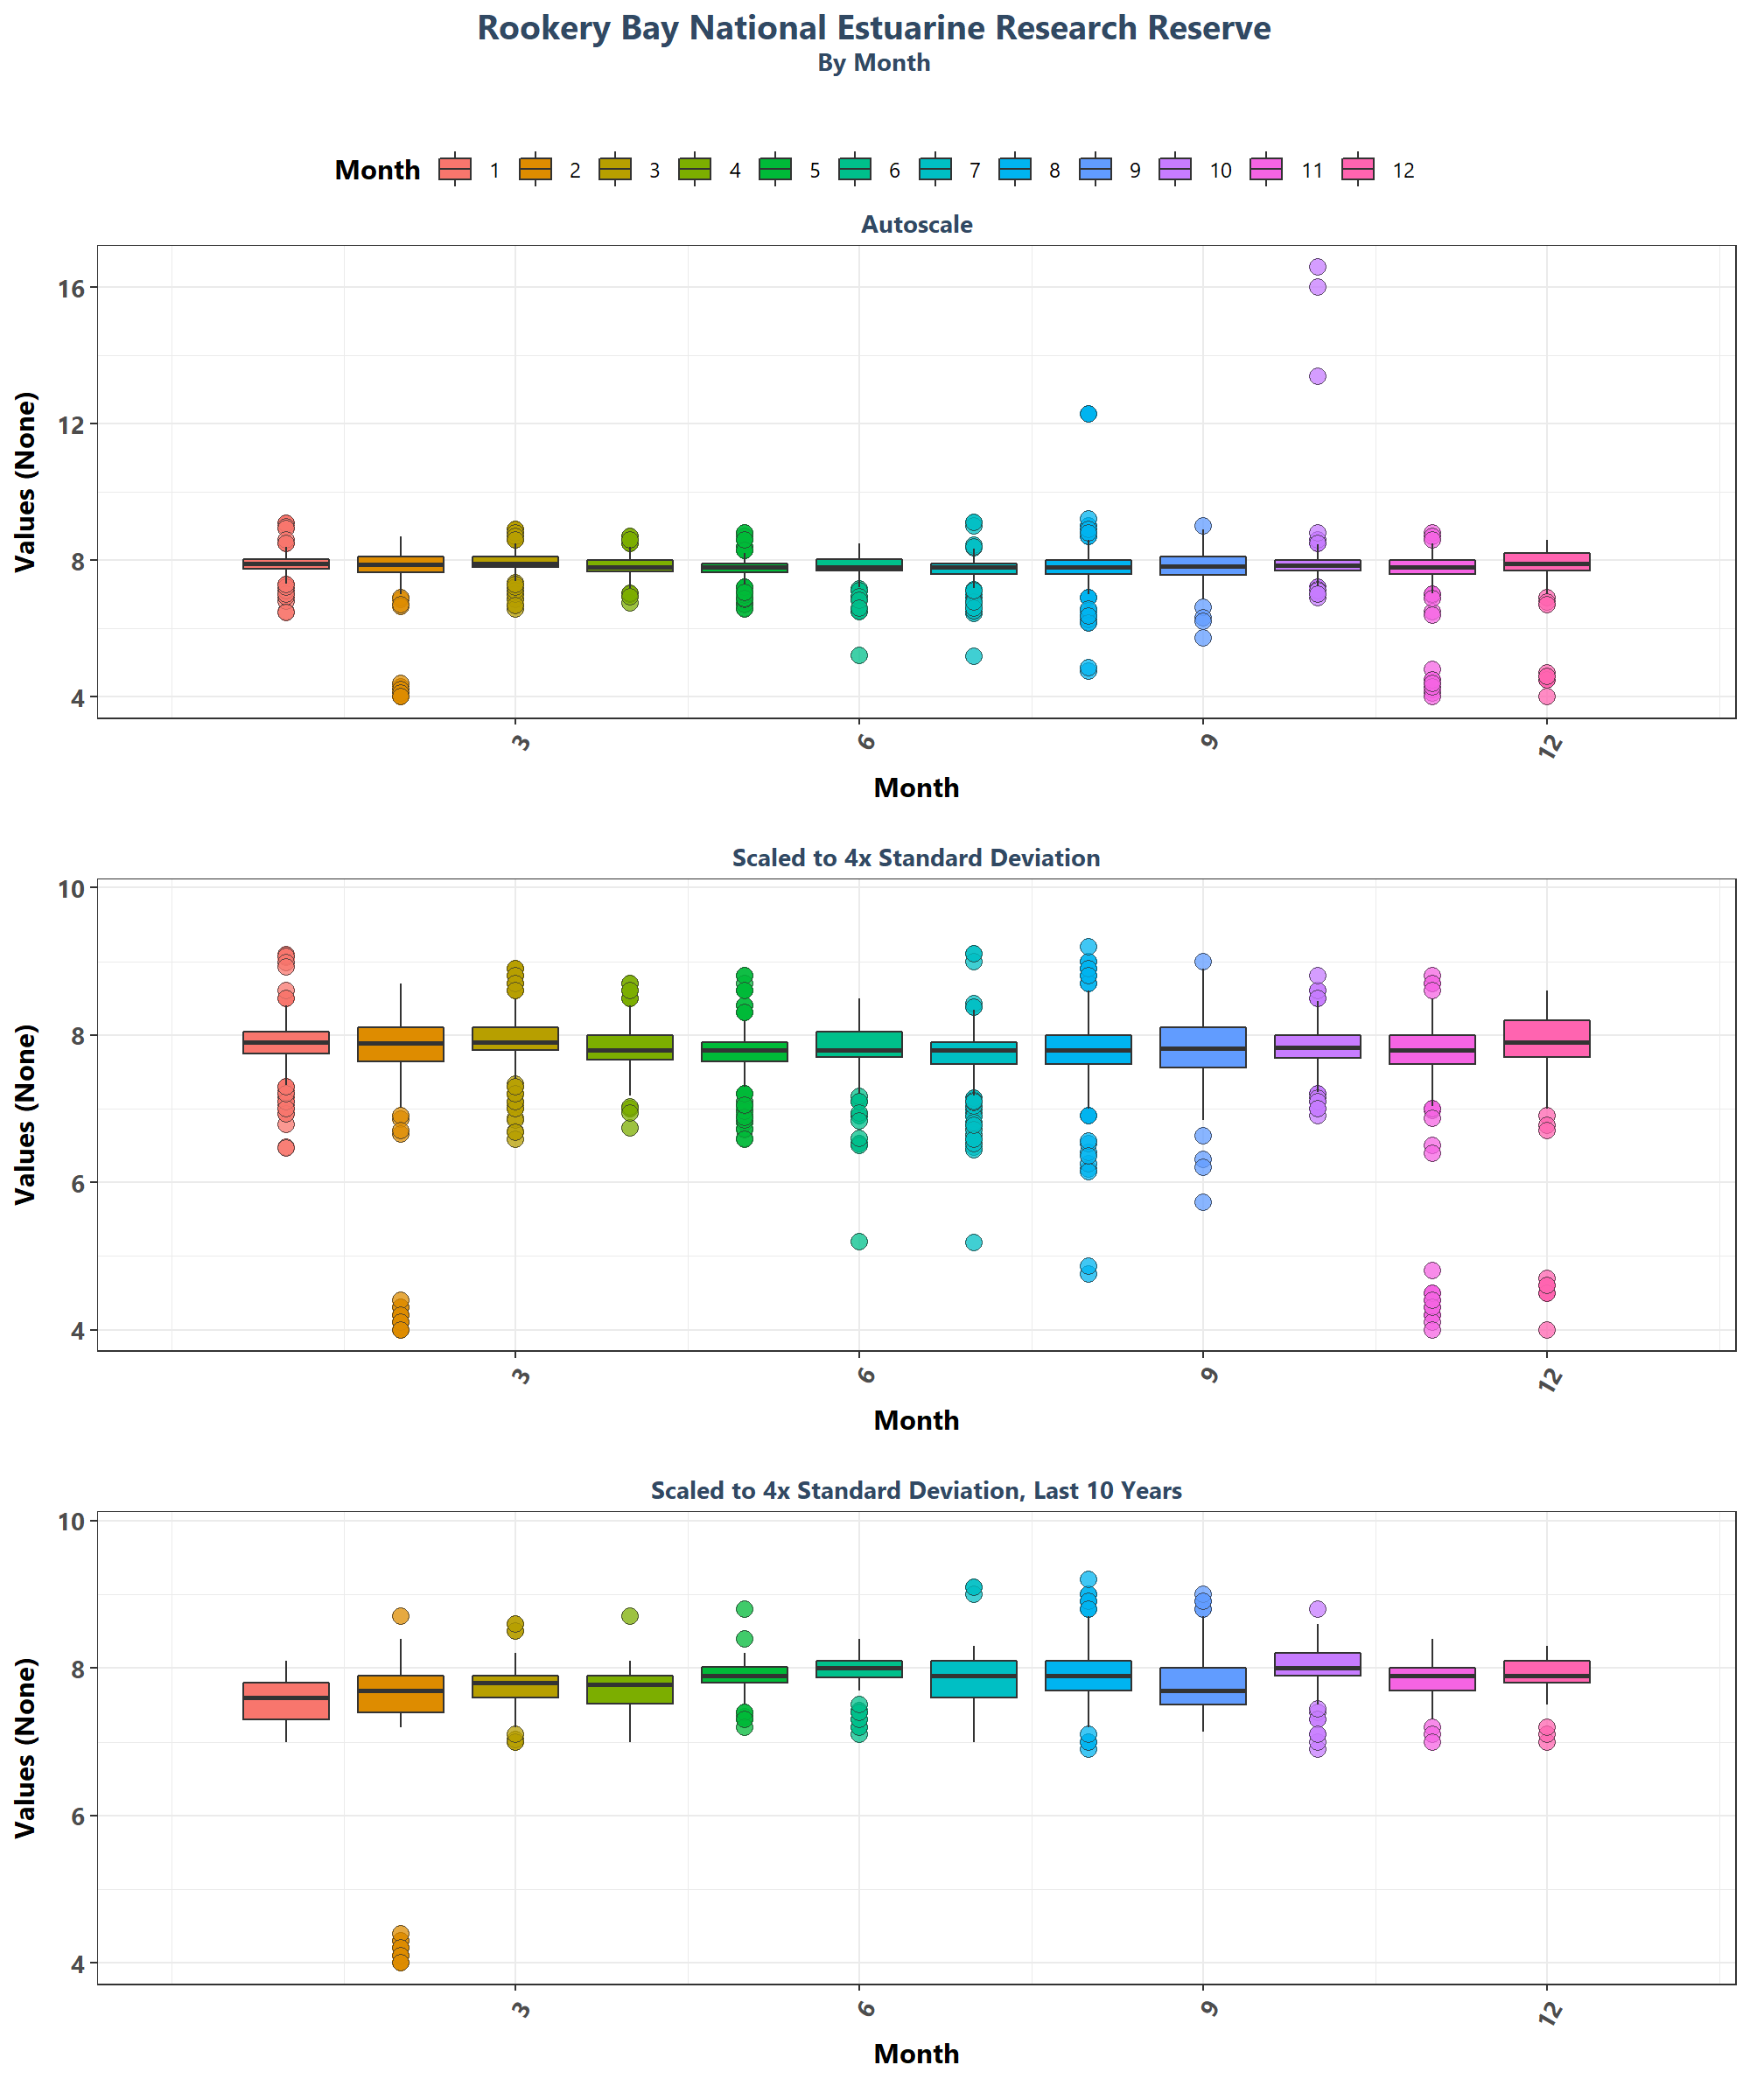 Rookery Bay National Estuarine Research Reserve
By Month
Month 1 2 3 4 5 6 7 8 9 10 11 12
Autoscale
Values (None)
16
12
8
4
3 6 9 12
Month
Scaled to 4x Standard Deviation
Values (None)
10
8
6
4
3 6 9 12
Month
Scaled to 4x Standard Deviation, Last 10 Years
Values (None)
10
8
6
4
3 6 9 12
Month